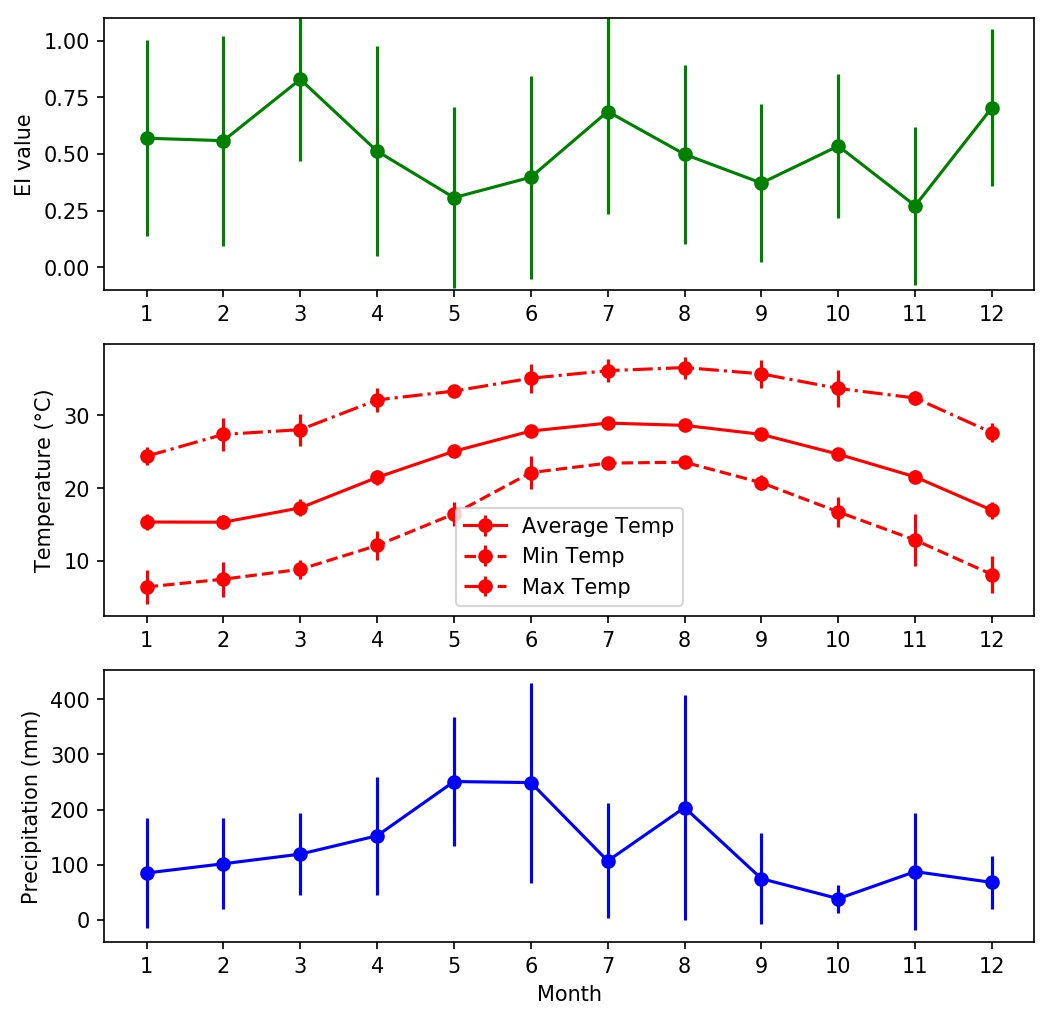 EI value
1.00
0.75
0.50
0.25
0.00
1 2 3 4 5 6 7 8 9 10 11 12
Temperature (°C)
30
20
10
Average Temp
Min Temp
Max Temp
1 2 3 4 5 6 7 8 9 10 11 12
Precipitation (mm)
400
300
200
100
0
1 2 3 4 5 6 7 8 9 10 11 12
Month